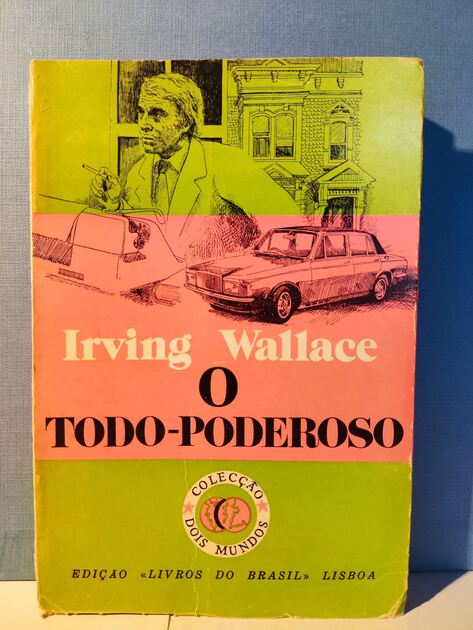 Irving Wallace
O
TODO-PODEROSO
COLECÇÃO
DOIS MUNDOS
EDIÇÃO «LIVROS DO BRASIL» LISBOA